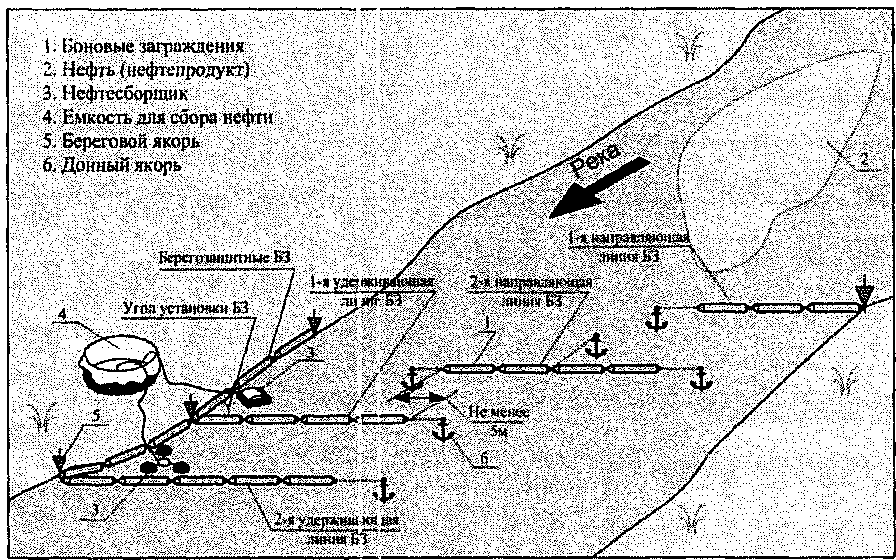 1. Боновые заграждения
2. Нефть (нефтепродукт)
3. Нефтесборщик
4. Емкость для сбора нефти
5. Береговой якорь
6. Донный якорь
Река
2
1-я направляющая
линия БЗ
Берегозащитные БЗ
1-я удерживающая
линия БЗ
2-я направляющая
линия БЗ
Угол установки БЗ
4
1
3
Не менее
5м
5
6
3
2-я удерживающая
линия БЗ